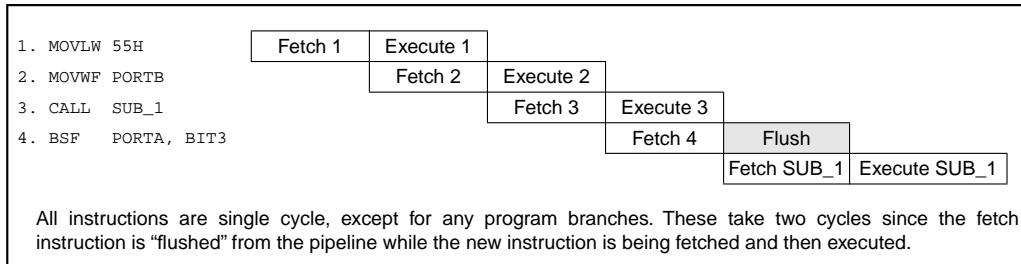 1. MOVLW 55H Fetch 1 Execute 1
2. MOVWF PORTB Fetch 2 Execute 2
3. CALL SUB_1 Fetch 3 Execute 3
4. BSF PORTA, BIT3 Fetch 4 Flush
Fetch SUB_1 Execute SUB_1
All instructions are single cycle, except for any program branches. These take two cycles since the fetch
instruction is “flushed” from the pipeline while the new instruction is being fetched and then executed.